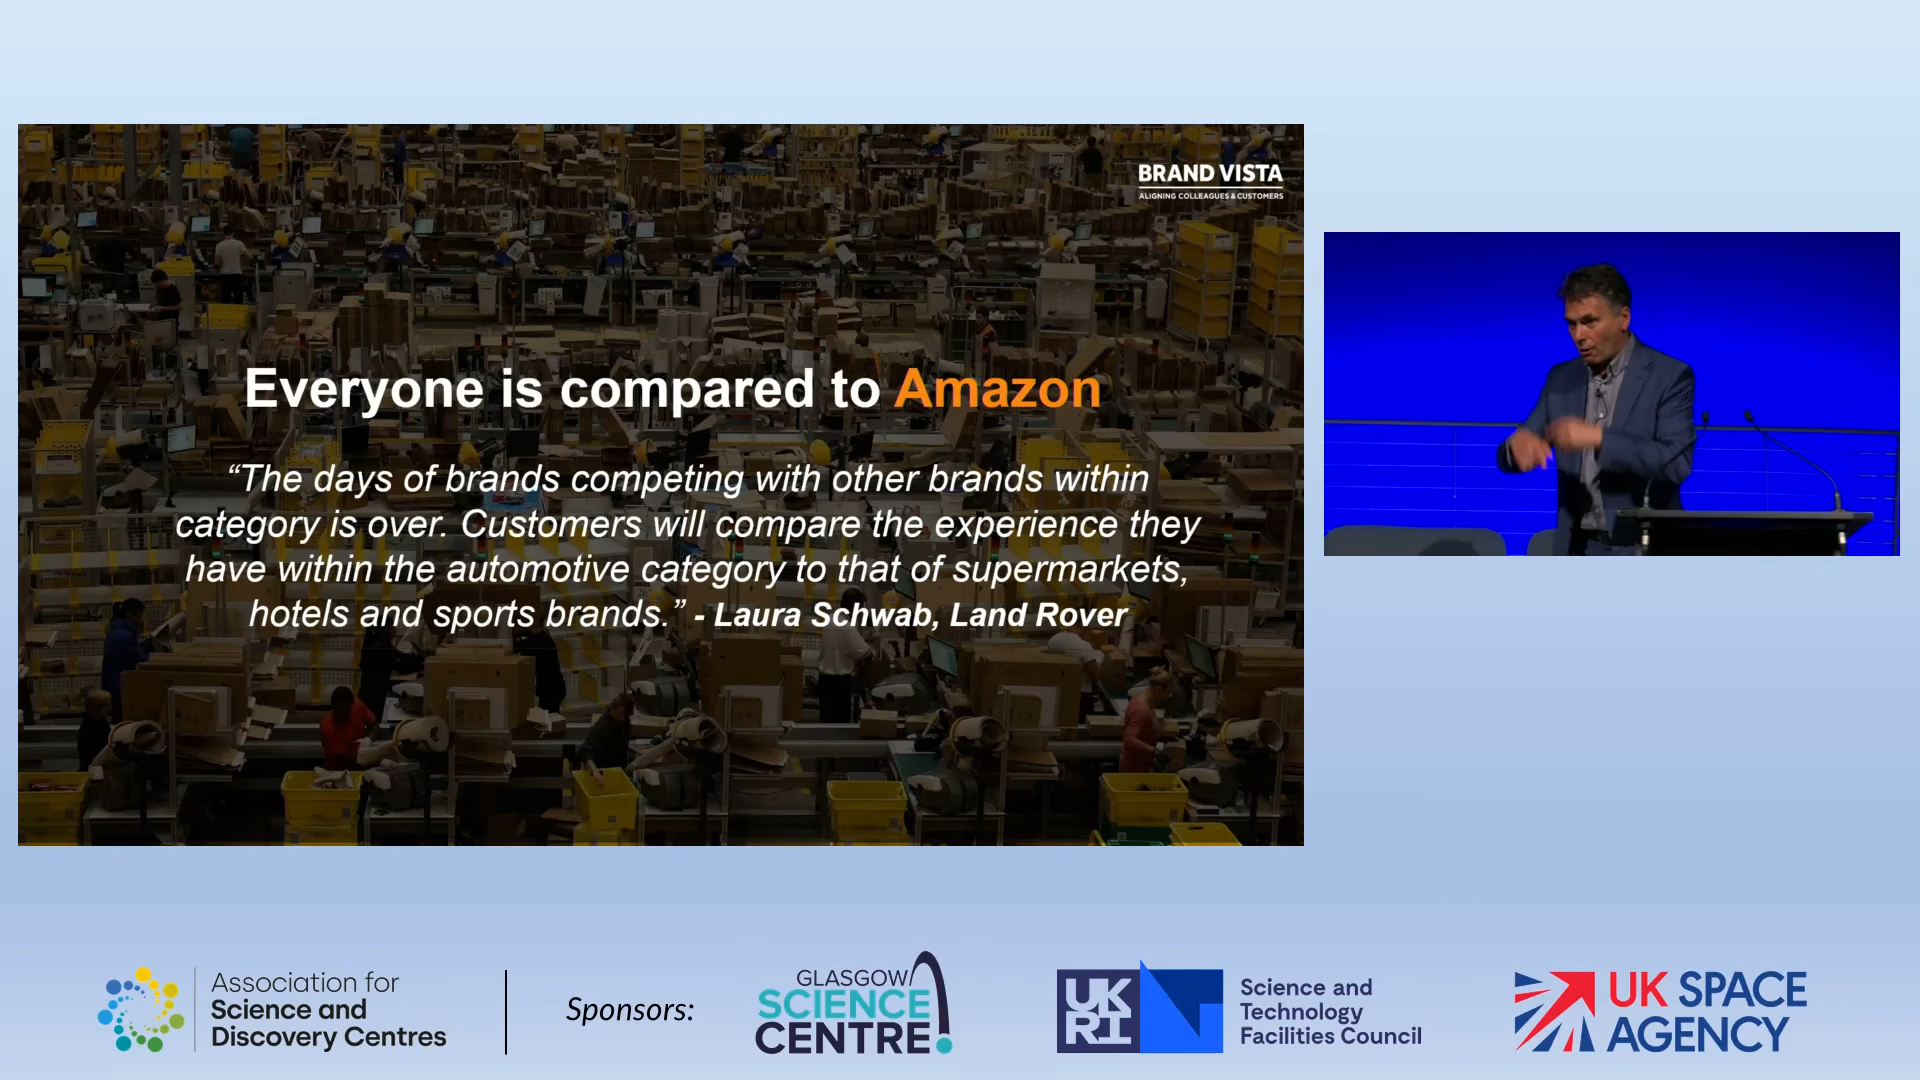 BRAND VISTA
ALIGNING COLLEAGUES & CUSTOMERS
Everyone is compared to Amazon
“The days of brands competing with other brands within
category is over. Customers will compare the experience they
have within the automotive category to that of supermarkets,
hotels and sports brands.” - Laura Schwab, Land Rover
Association for
Science and
Discovery Centres
Sponsors:
GLASGOW
SCIENCE
CENTRE
UK
RI
Science and
Technology
Facilities Council
UK SPACE
AGENCY